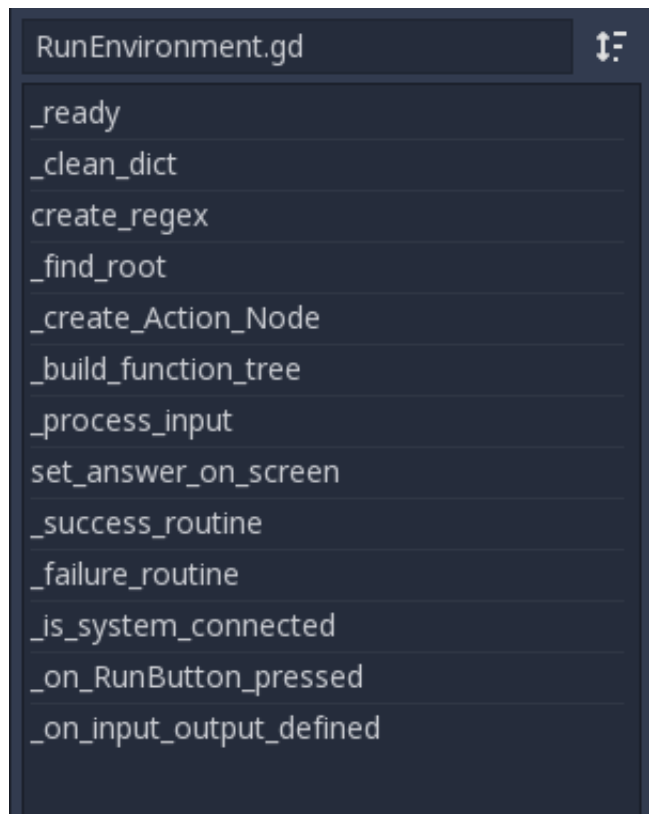 RunEnvironment.gd
_ready
_clean_dict
create_regex
_find_root
_create_Action_Node
_build_function_tree
_process_input
set_answer_on_screen
_success_routine
_failure_routine
_is_system_connected
_on_RunButton_pressed
_on_input_output_defined